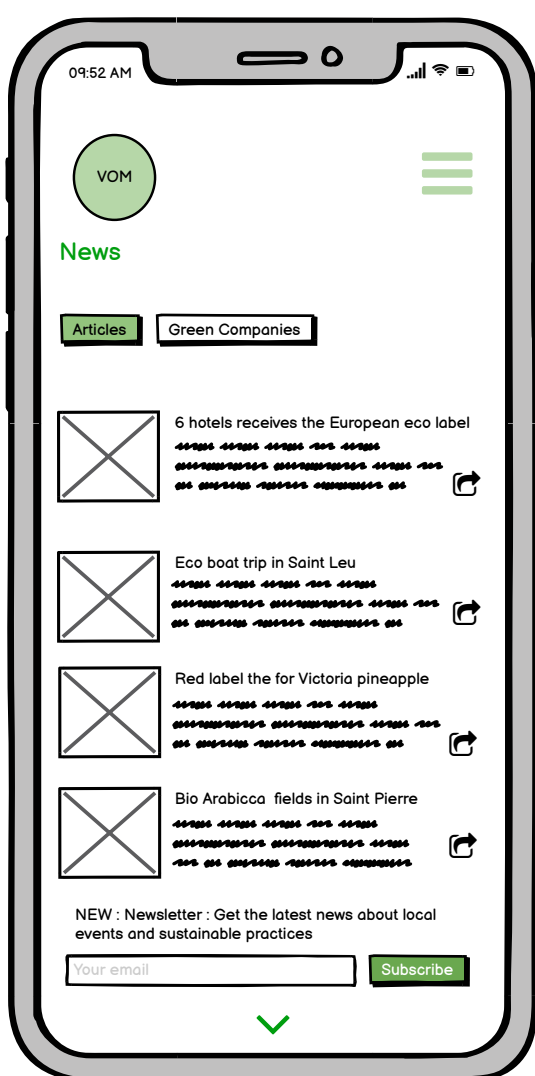 09:52 AM
VOM
News
Articles
Green Companies
6 hotels receives the European eco label
Eco boat trip in Saint Leu
Red label the for Victoria pineapple
Bio Arabicca fields in Saint Pierre
NEW : Newsletter : Get the latest news about local
events and sustainable practices
Your email
Subscribe